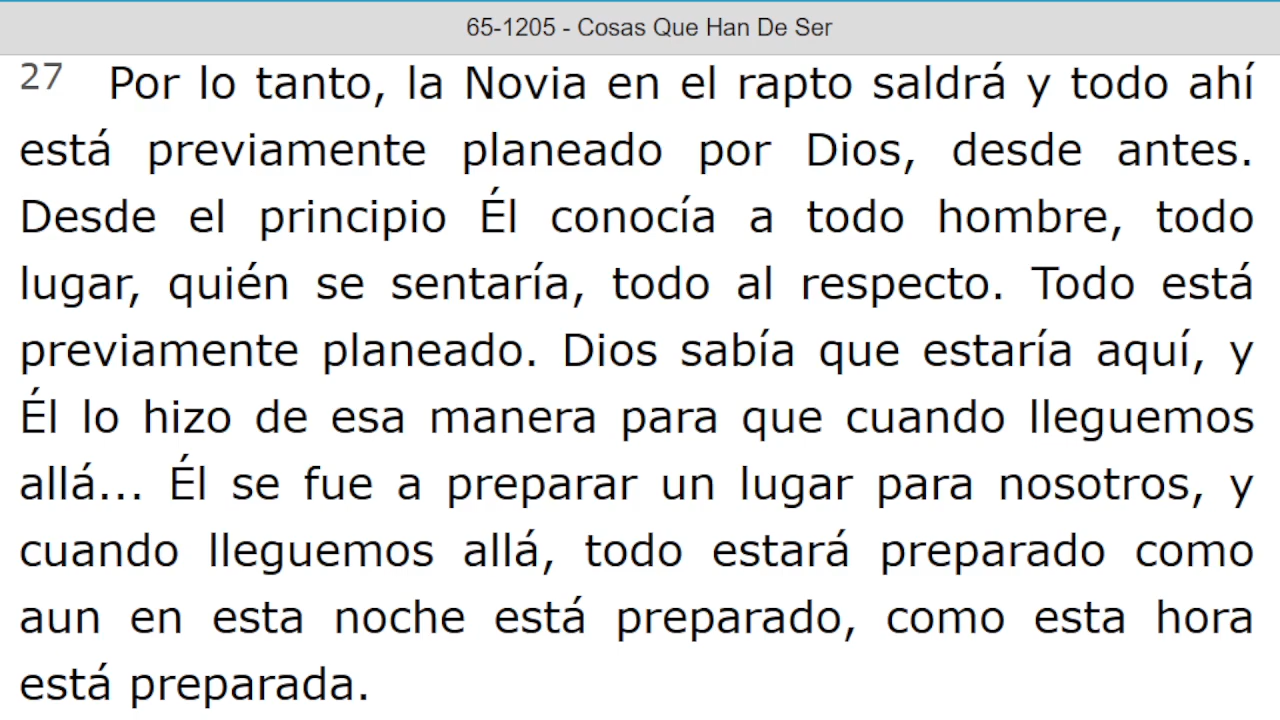 65-1205 - Cosas Que Han De Ser
27 Por lo tanto, la Novia en el rapto saldrá y todo ahí
está previamente planeado por Dios, desde antes.
Desde el principio Él conocía a todo hombre, todo
lugar, quién se sentaría, todo al respecto. Todo está
previamente planeado. Dios sabía que estaría aquí, y
Él lo hizo de esa manera para que cuando lleguemos
allá... Él se fue a preparar un lugar para nosotros, y
cuando lleguemos allá, todo estará preparado como
aun en esta noche está preparado, como esta hora
está preparada.